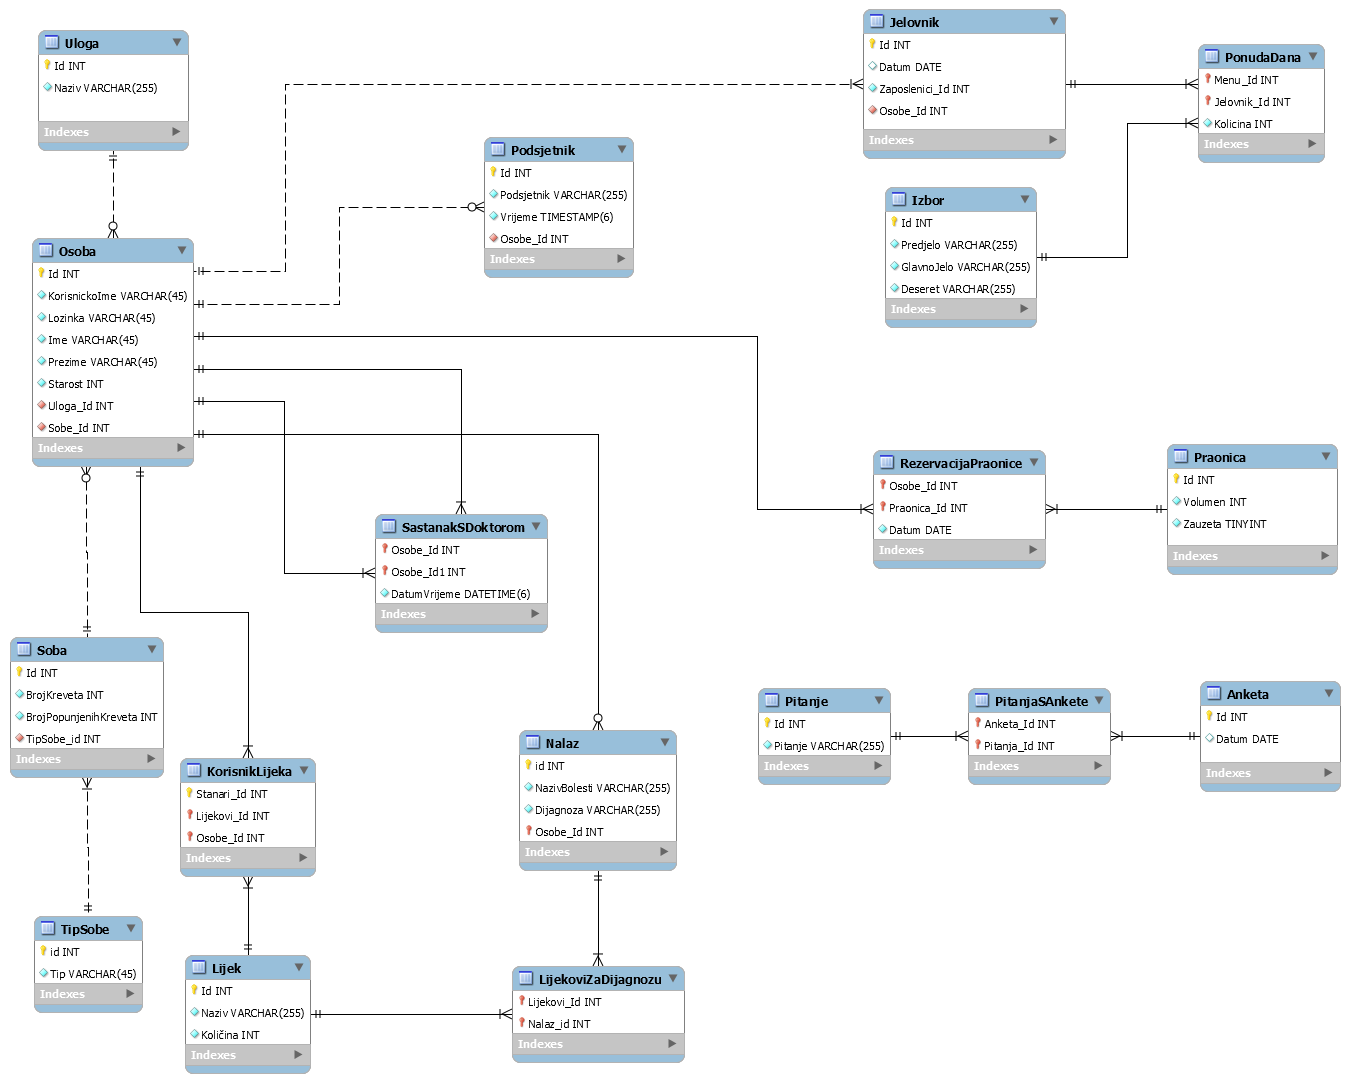 Uloga
Id INT
Naziv VARCHAR(255)
Indexes
Osoba
Id INT
KorisnickoIme VARCHAR(45)
Lozinka VARCHAR(45)
Ime VARCHAR(45)
Prezime VARCHAR(45)
Starost INT
Uloga_Id INT
Sobe_Id INT
Indexes
Podsjetnik
Id INT
Podsjetnik VARCHAR(255)
Vrijeme TIMESTAMP(6)
Osobe_Id INT
Indexes
Jelovnik
Id INT
Datum DATE
Zaposlenici_Id INT
Osobe_Id INT
Indexes
PonudaDana
Menu_Id INT
Jelovnik_Id INT
Kolicina INT
Indexes
Izbor
Id INT
Predjelo VARCHAR(255)
GlavnoJelo VARCHAR(255)
Deseret VARCHAR(255)
Indexes
RezervacijaPraonice
Osobe_Id INT
Praonica_Id INT
Datum DATE
Indexes
Praonica
Id INT
Volumen INT
Zauzeta TINYINT
Indexes
SastanakSDoktorom
Osobe_Id INT
Osobe_Id1 INT
DatumVrijeme DATETIME(6)
Indexes
Soba
Id INT
BrojKreveta INT
BrojPopunjenihKreveta INT
TipSobe_id INT
Indexes
KorisnikLijeka
Stanari_Id INT
Lijekovi_Id INT
Osobe_Id INT
Indexes
Nalaz
id INT
NazivBolesti VARCHAR(255)
Dijagnoza VARCHAR(255)
Osobe_Id INT
Indexes
Pitanje
Id INT
Pitanje VARCHAR(255)
Indexes
PitanjaSAnkete
Anketa_Id INT
Pitanja_Id INT
Indexes
Anketa
Id INT
Datum DATE
Indexes
TipSobe
id INT
Tip VARCHAR(45)
Indexes
Lijek
Id INT
Naziv VARCHAR(255)
Količina INT
Indexes
LijekoviZaDijagnozu
Lijekovi_Id INT
Nalaz_id INT
Indexes